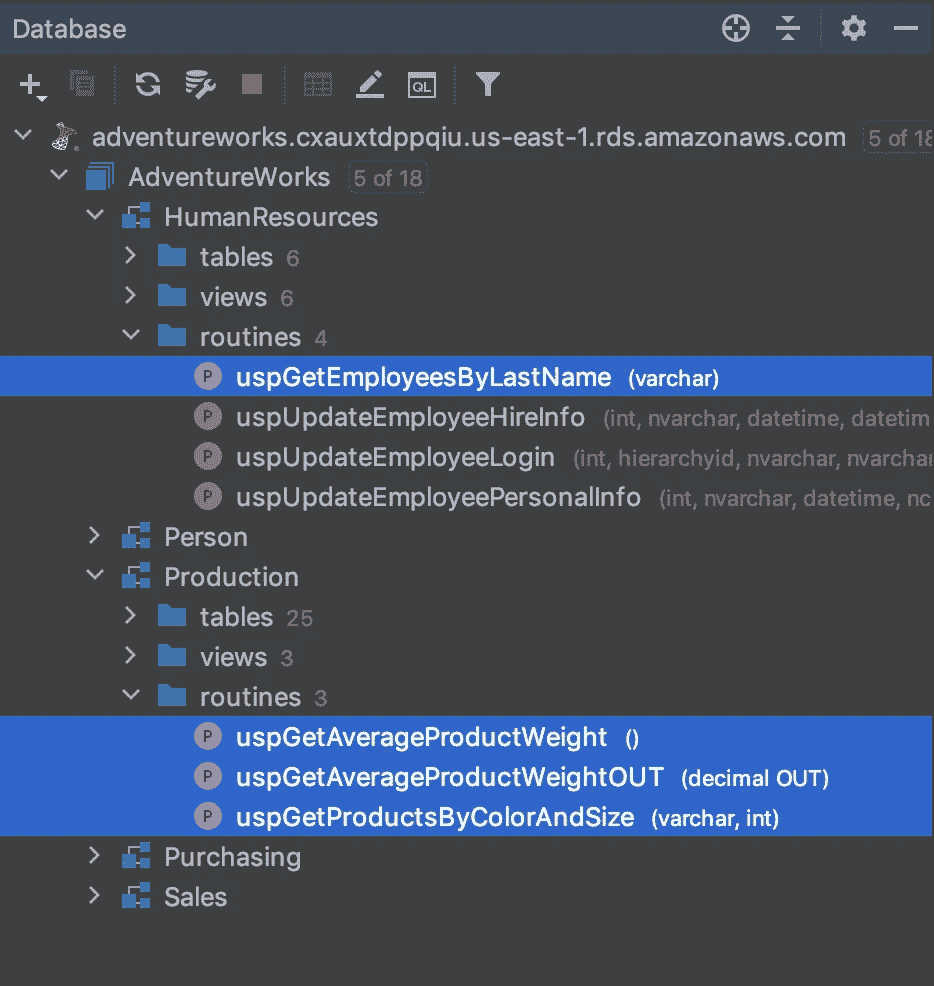 Database
QL
adventureworks.cxauxtdppqiu.us-east-1.rds.amazonaws.com 5 of 18
AdventureWorks 5 of 18
HumanResources
tables 6
views 6
routines 4
P uspGetEmployeesByLastName (varchar)
P uspUpdateEmployeeHireInfo (int, nvarchar, datetime, datetim
P uspUpdateEmployeeLogin (int, hierarchyid, nvarchar, nvarchar
P uspUpdateEmployeePersonalInfo (int, nvarchar, datetime, nc
Person
Production
tables 25
views 3
routines 3
P uspGetAverageProductWeight ()
P uspGetAverageProductWeightOUT (decimal OUT)
P uspGetProductsByColorAndSize (varchar, int)
Purchasing
Sales